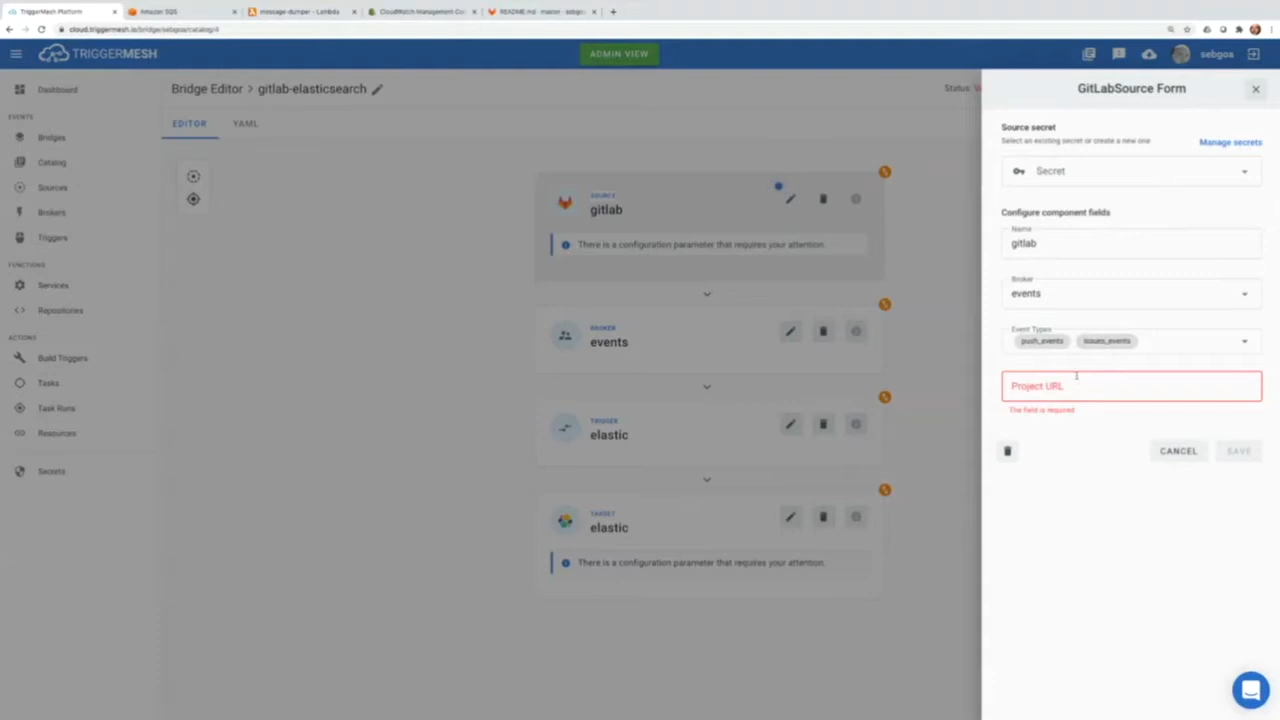 TriggerMesh Platform
Amazon SQS
message-dumper - Lambda
CloudWatch Management Co
README.md · master · sebgoa
cloud.triggermesh.io/bridge/sebgoa/catalog/4
TRIGGERMESH
ADMIN VIEW
sebgoa
Dashboard
EVENTS
Bridges
Catalog
Sources
Brokers
Triggers
FUNCTIONS
Services
Repositories
ACTIONS
Build Triggers
Tasks
Task Runs
Resources
Secrets
Bridge Editor > gitlab-elasticsearch
Status:
EDITOR
YAML
SOURCE
gitlab
There is a configuration parameter that requires your attention.
BROKER
events
TRIGGER
elastic
TARGET
elastic
There is a configuration parameter that requires your attention.
GitLabSource Form
Source secret
Select an existing secret or create a new one
Manage secrets
Secret
Configure component fields
Name
gitlab
Broker
events
Event Types
push_events issues_events
Project URL
The field is required
CANCEL SAVE